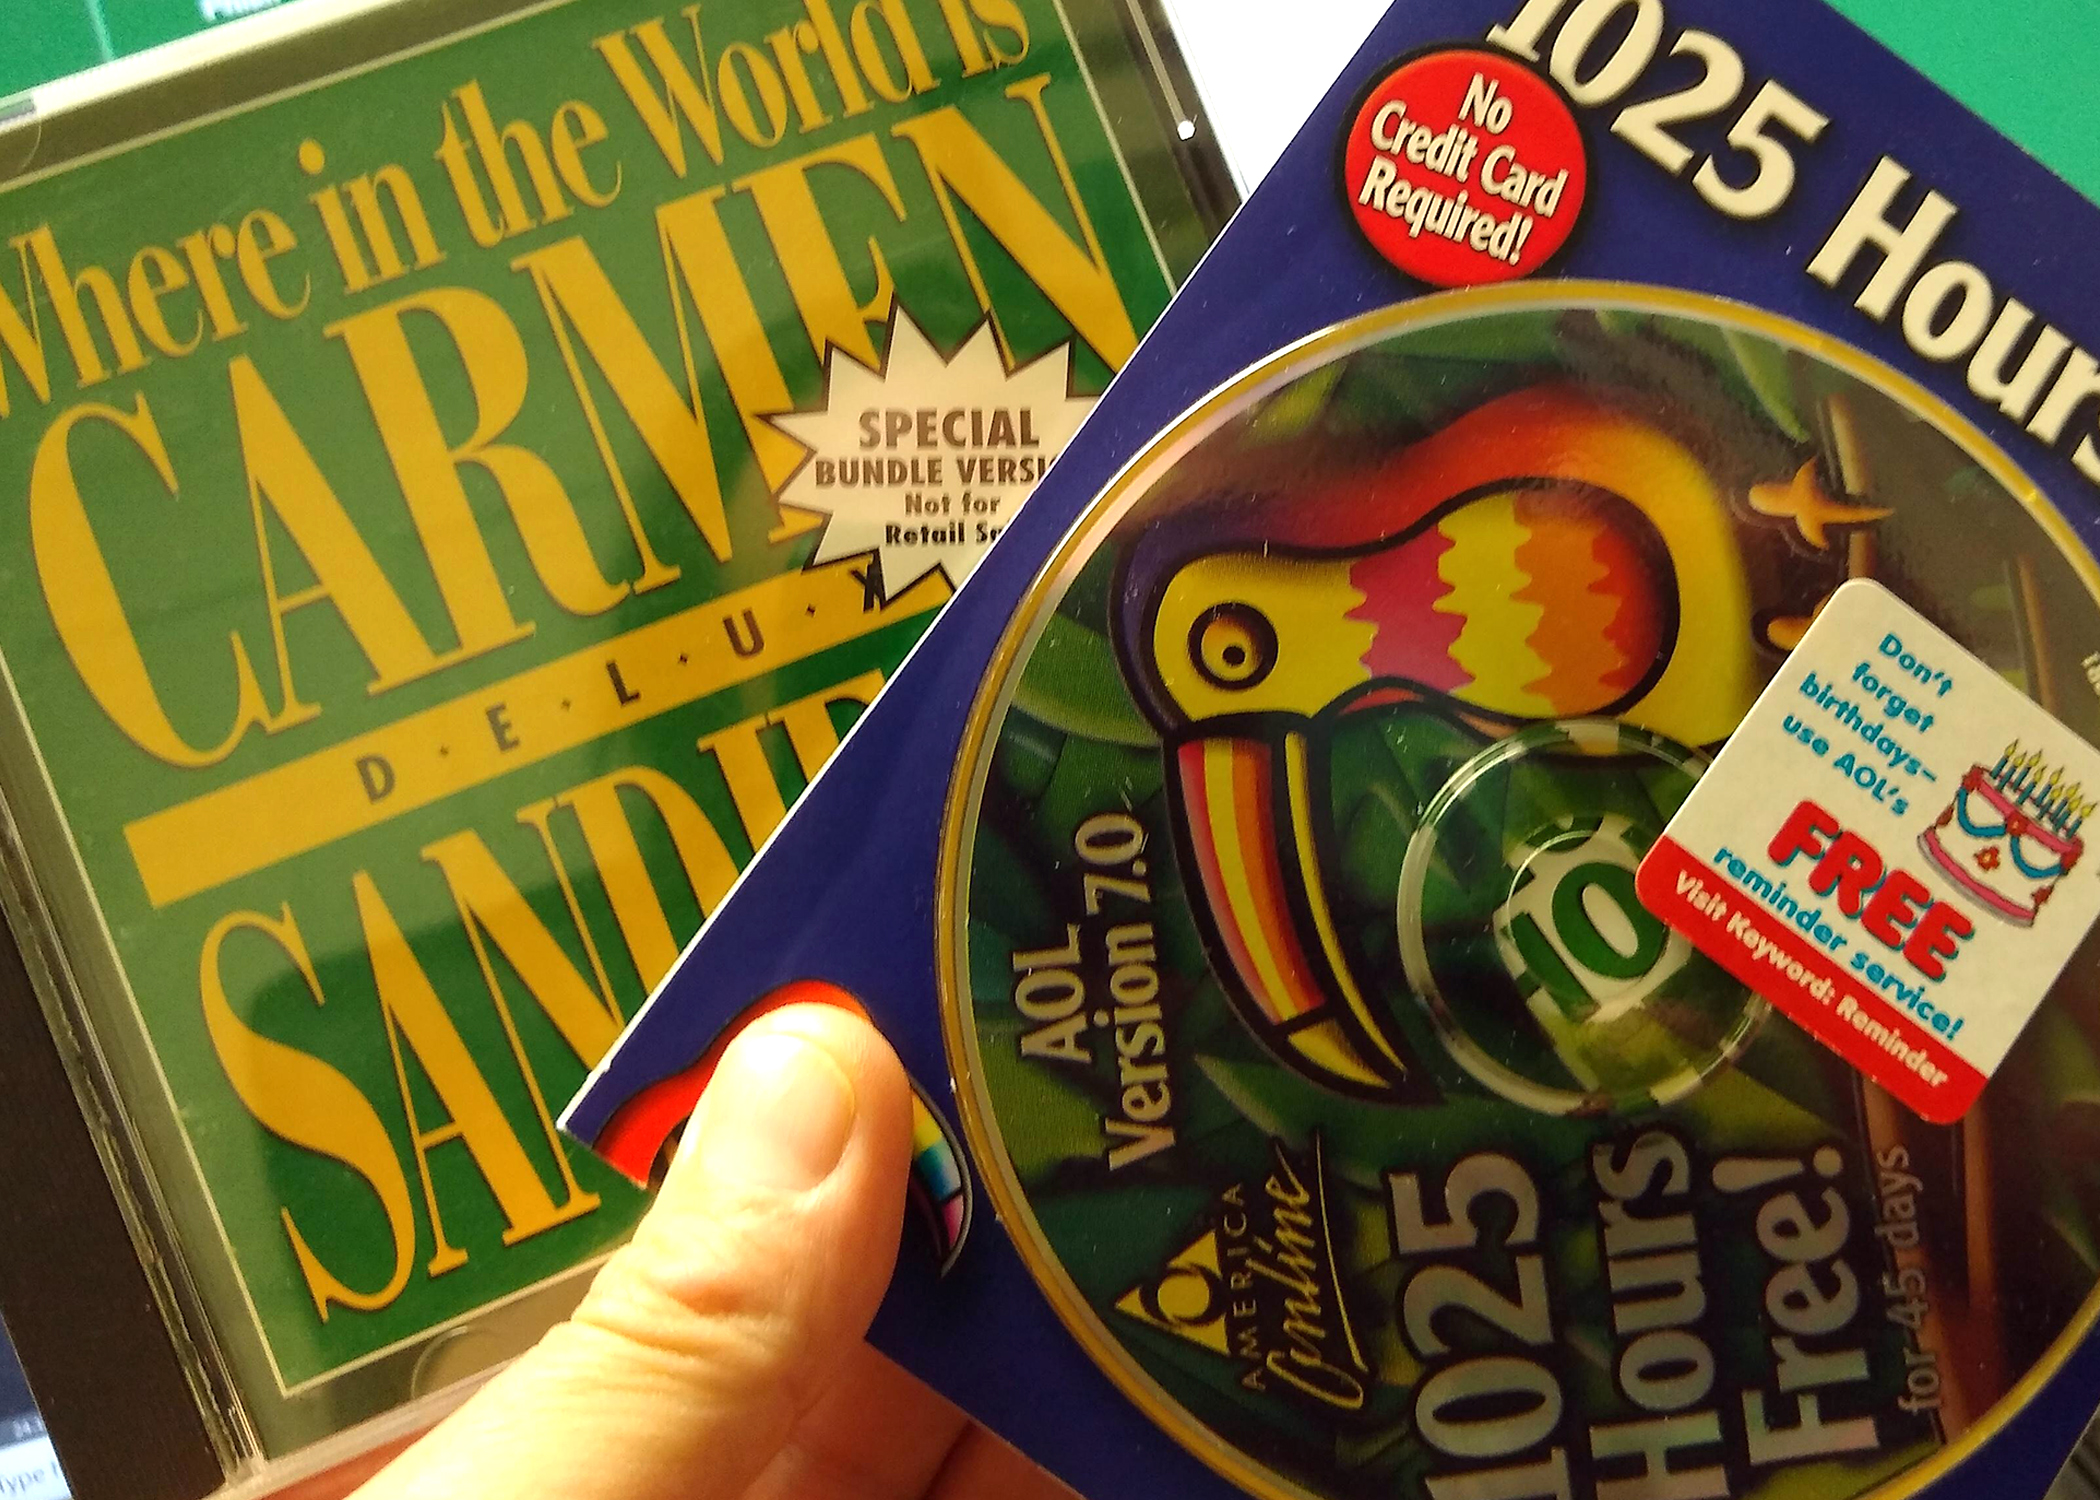 Where in the World is
CARMEN
D·E·L·U·X
SPECIAL
BUNDLE VERSI
Not for
Retail Sa
1025 Hours
No
Credit Card
Required!
AOL
Version 7.0
10
Don't
forget
birthdays–
use AOL's
FREE
reminder service!
Visit Keyword: Reminder
AMERICA
Online
1025
Hours
Free!
for 45 days